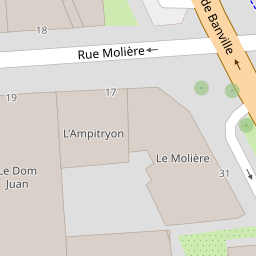 18
Rue Molière
de Banville
19
17
L'Ampitryon
Le Molière
Le Dom
Juan
31